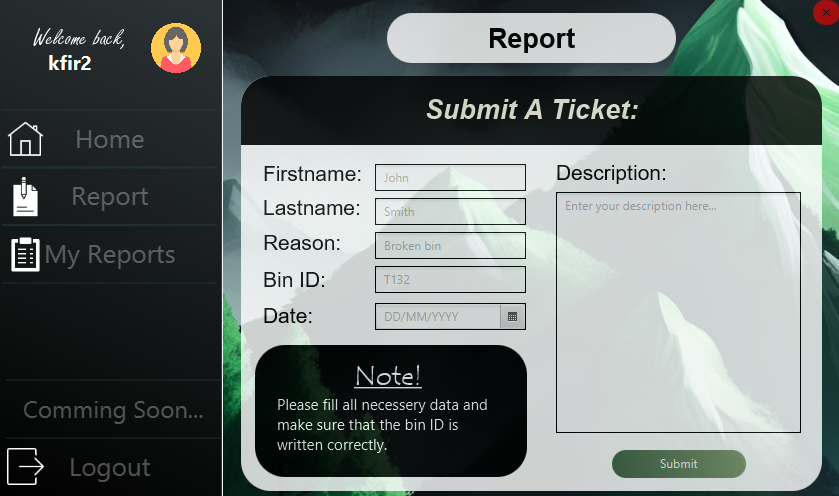 Welcome back,
kfir2
Home
Report
My Reports
Comming Soon...
Logout
Report
×
Submit A Ticket:
Firstname:
John
Lastname:
Smith
Reason:
Broken bin
Bin ID:
T132
Date:
DD/MM/YYYY
Description:
Enter your description here...
Note!
Please fill all necessery data and
make sure that the bin ID is
written correctly.
Submit